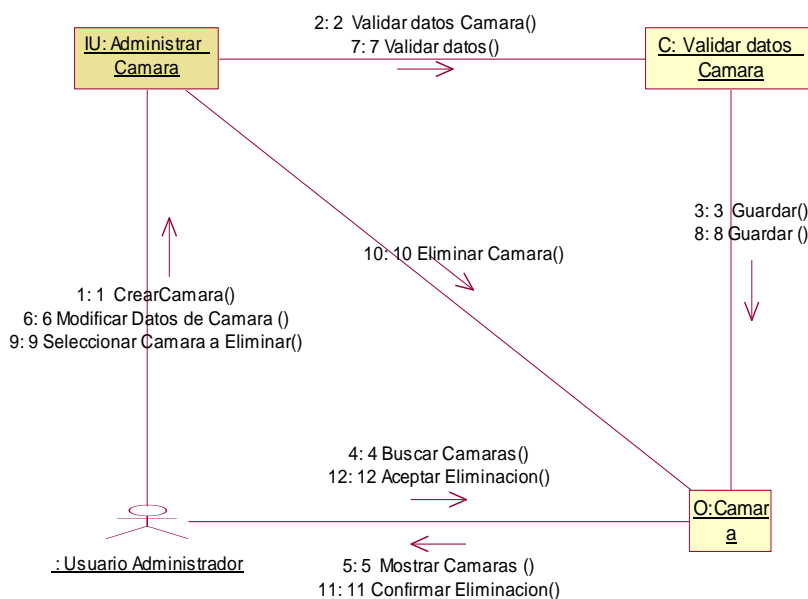 2: 2 Validar datos Camara()
7: 7 Validar datos()
IU: Administrar
Camara
C: Validar datos
Camara
3: 3 Guardar()
8: 8 Guardar ()
10: 10 Eliminar Camara()
1: 1 CrearCamara()
6: 6 Modificar Datos de Camara ()
9: 9 Seleccionar Camara a Eliminar()
4: 4 Buscar Camaras()
12: 12 Aceptar Eliminacion()
O:Camar
a
: Usuario Administrador
5: 5 Mostrar Camaras ()
11: 11 Confirmar Eliminacion()